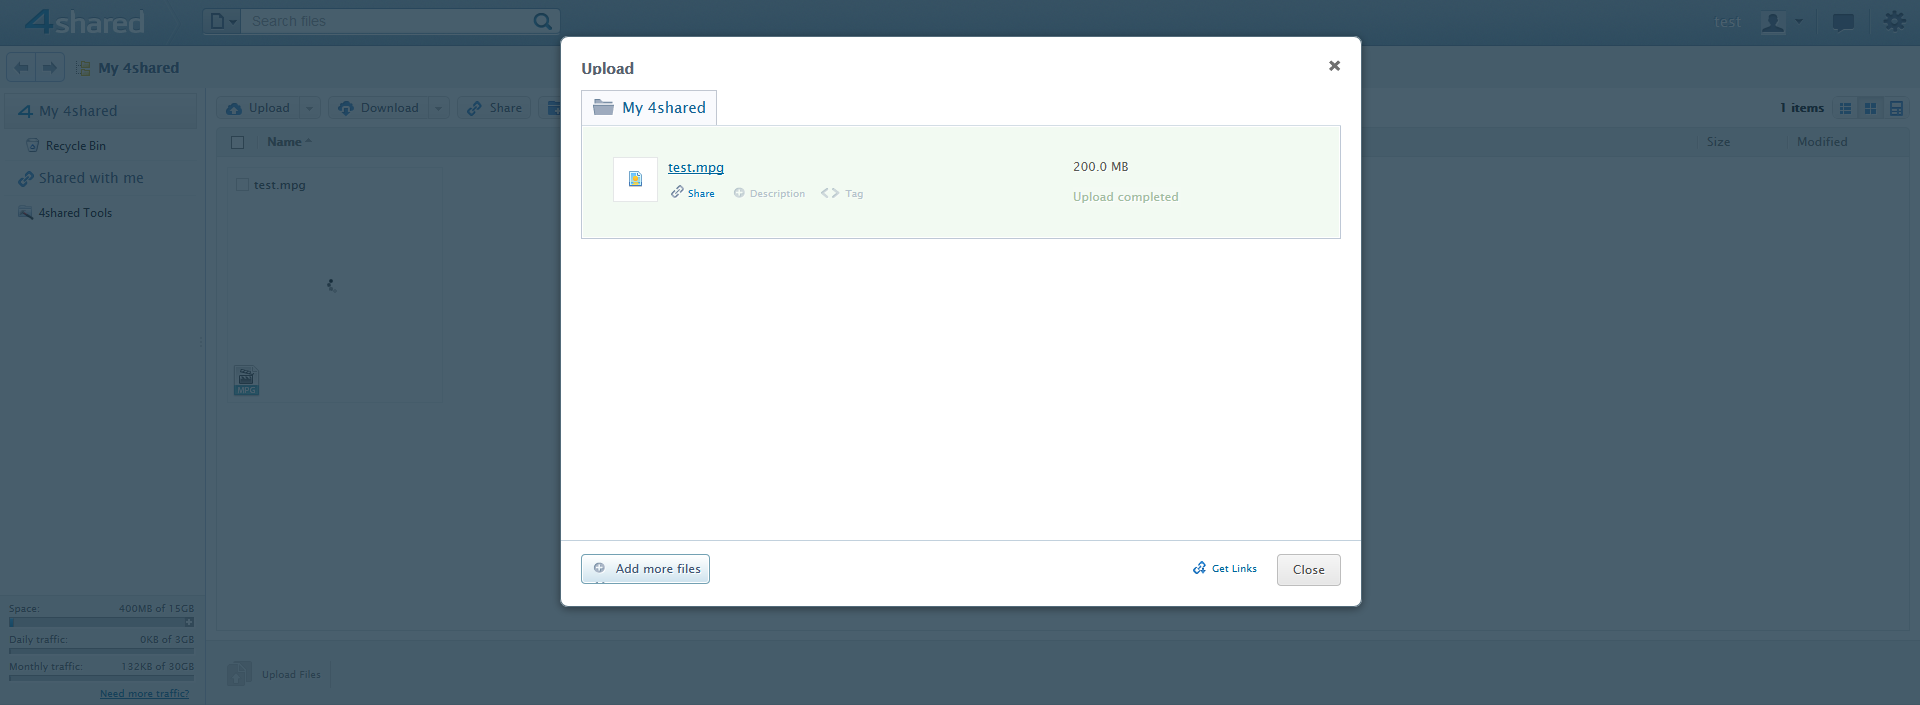 4shared
Search files
test
My 4shared
My 4shared
Recycle Bin
Shared with me
4shared Tools
Upload
Download
Share
1 items
Name
Size
Modified
test.mpg
MPG
Upload
My 4shared
test.mpg
200.0 MB
Share
Description
Tag
Upload completed
Add more files
Get Links
Close
Space: 400MB of 15GB
Daily traffic: 0KB of 3GB
Monthly traffic: 132KB of 30GB
Need more traffic?
Upload Files